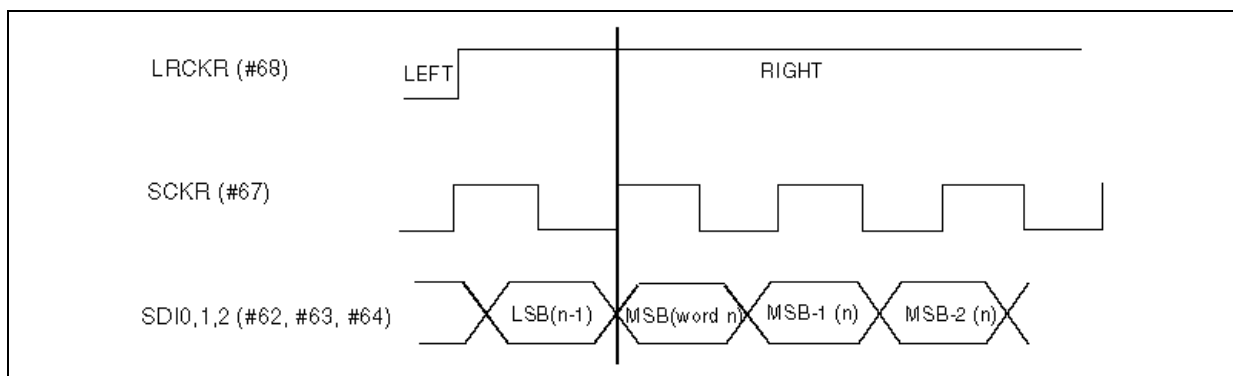 LRCKR (#68)
LEFT
RIGHT
SCKR (#67)
SDI0,1,2 (#62, #63, #64)
LSB(n-1)
MSB(word n)
MSB-1 (n)
MSB-2 (n)